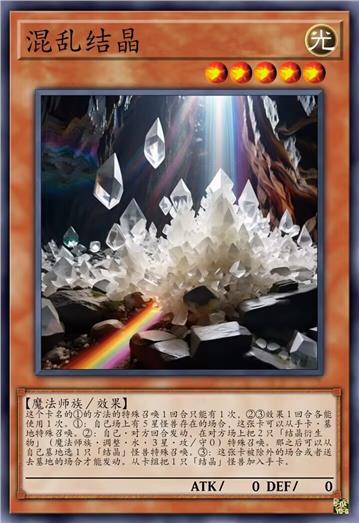 混乱结晶
光
【魔法师族/效果】
这个卡名的①的方法的特殊召唤1回合只能有1次，②③效果1回合各能
使用1次。①：自己场上有5星怪兽存在的场合，这张卡可以从手卡·墓
地特殊召唤。②：自己·对方回合发动。在对方场上把2只「结晶衍生
物」（魔法师族·调整·水·3星·攻/守0）特殊召唤。那之后可以从
自己墓地选1只「结晶」怪兽特殊召唤。③：这张卡被除外的场合或者送
去墓地的场合才能发动。从卡组把1只「结晶」怪兽加入手卡。
ATK/ 0 DEF/ 0